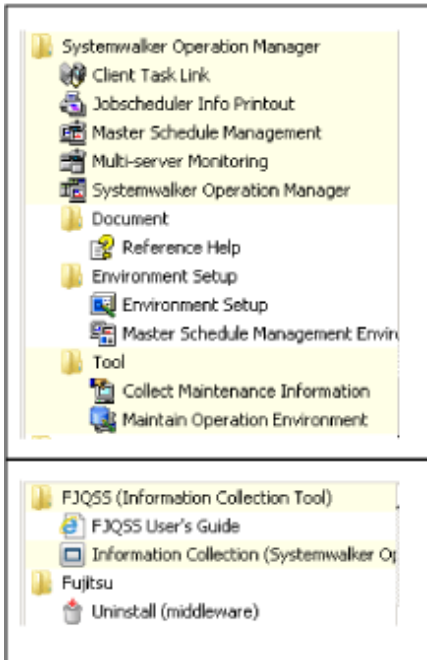 Systemwalker Operation Manager
Client Task Link
Jobscheduler Info Printout
Master Schedule Management
Multi-server Monitoring
Systemwalker Operation Manager
Document
Reference Help
Environment Setup
Environment Setup
Master Schedule Management Enviro
Tool
Collect Maintenance Information
Maintain Operation Environment
FJQSS (Information Collection Tool)
FJQSS User's Guide
Information Collection (Systemwalker Op
Fujitsu
Uninstall (middleware)